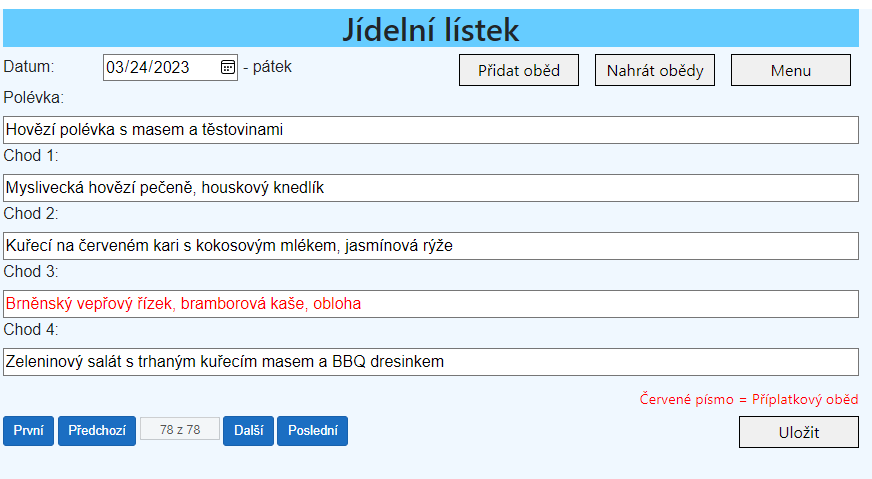 Jídelní lístek
Datum: 03/24/2023 - pátek Přidat oběd Nahrát obědy Menu
Polévka:
Hovězí polévka s masem a těstovinami
Chod 1:
Myslivecká hovězí pečeně, houskový knedlík
Chod 2:
Kuřecí na červeném kari s kokosovým mlékem, jasmínová rýže
Chod 3:
Brněnský vepřový řízek, bramborová kaše, obloha
Chod 4:
Zeleninový salát s trhaným kuřecím masem a BBQ dresinkem
Červené písmo = Příplatkový oběd
První Předchozí 78 z 78 Další Poslední Uložit